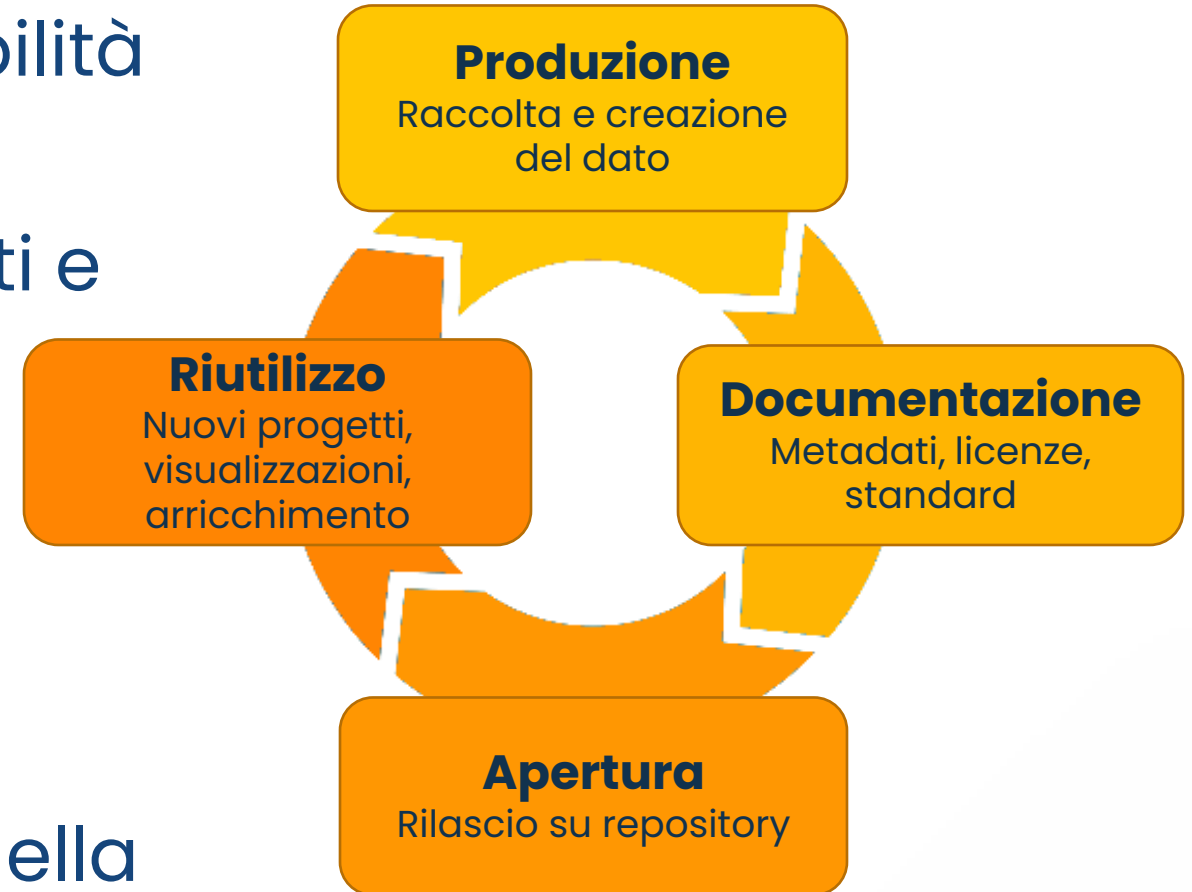 bilità
ti e
ella
Produzione
Raccolta e creazione
del dato
Documentazione
Metadati, licenze,
standard
Apertura
Rilascio su repository
Riutilizzo
Nuovi progetti,
visualizzazioni,
arricchimento